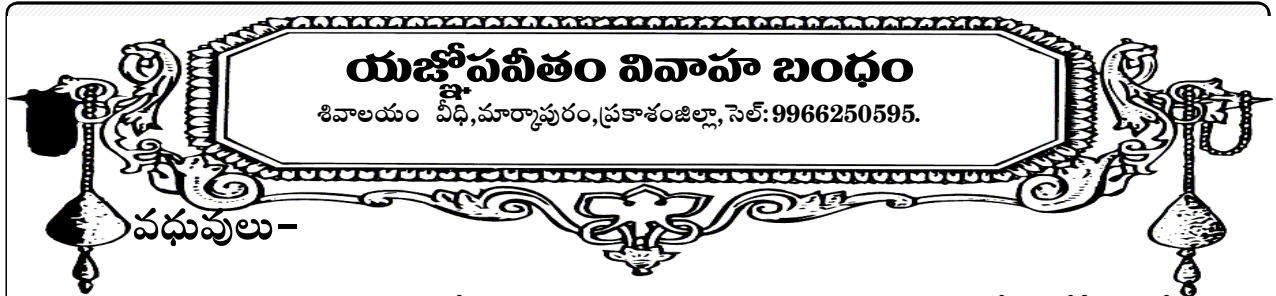 యజ్ఞోపవీతం వివాహ బంధం
శివాలయం వీధి,మార్కాపురం,ప్రకాశంజిల్లా,సెల్:9966250595.
వధువులు-